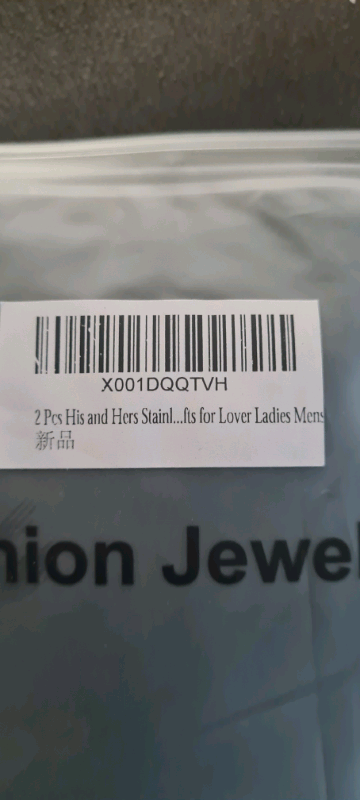 X001DQQTVH
2 Pcs His and Hers Stainl...fts for Lover Ladies Mens
新品
nion Jewel